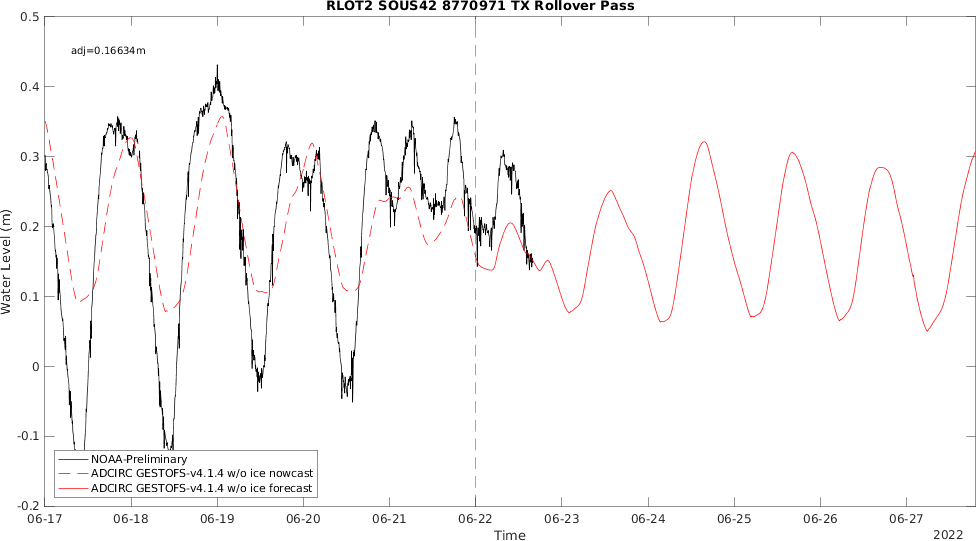 RLOT2 SOUS42 8770971 TX Rollover Pass
adj=0.16634m
0.5
0.4
0.3
0.2
0.1
0
-0.1
-0.2
Water Level (m)
NOAA-Preliminary
ADCIRC GESTOFS-v4.1.4 w/o ice nowcast
ADCIRC GESTOFS-v4.1.4 w/o ice forecast
06-17 06-18 06-19 06-20 06-21 06-22 06-23 06-24 06-25 06-26 06-27
Time
2022